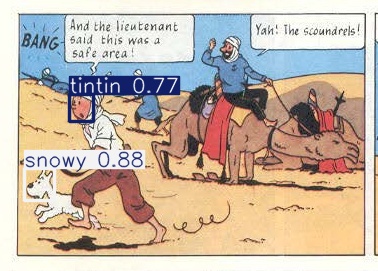 BANG
And the lieutenant
said this was a
safe area!
Yah! The scoundrels!
tintin 0.77
snowy 0.88